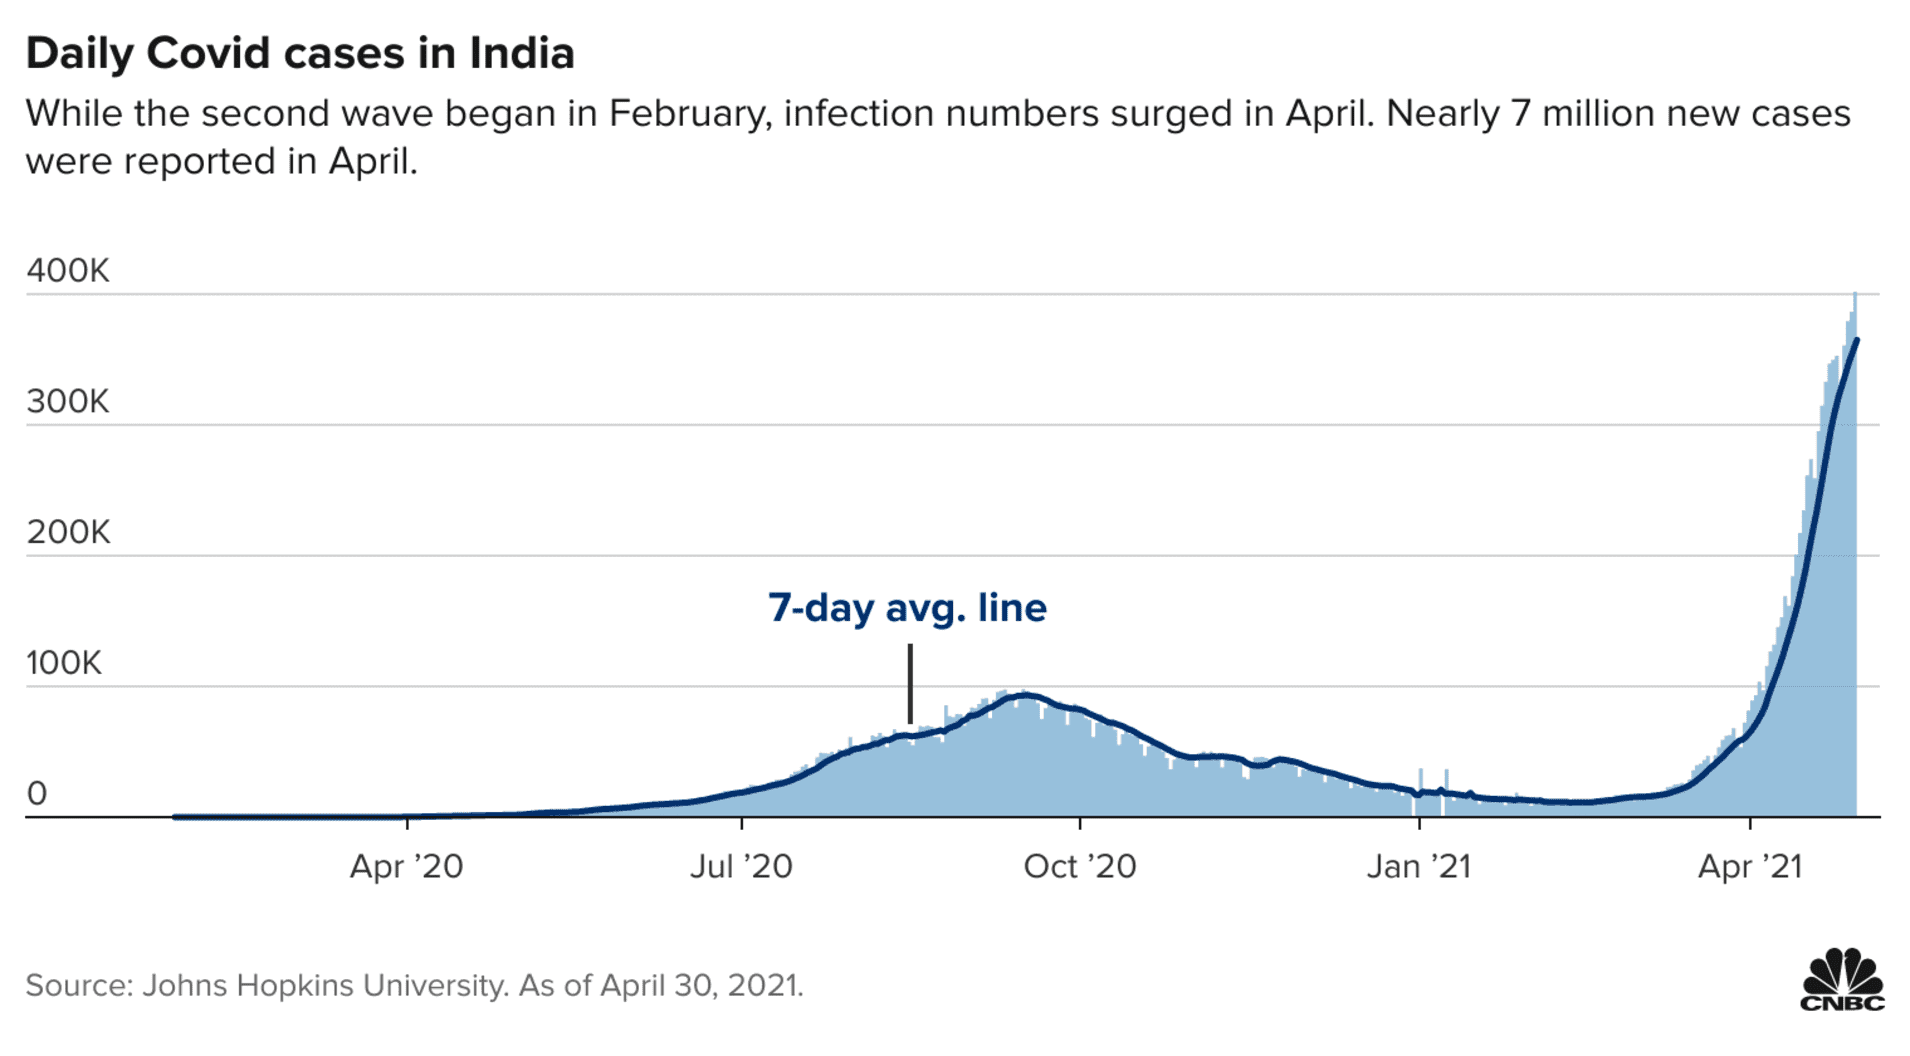 Daily Covid cases in India
While the second wave began in February, infection numbers surged in April. Nearly 7 million new cases
were reported in April.
400K
300K
200K
7-day avg. line
100K
0
Apr ’20 Jul ’20 Oct ’20 Jan ’21 Apr ’21
Source: Johns Hopkins University. As of April 30, 2021.
CNBC